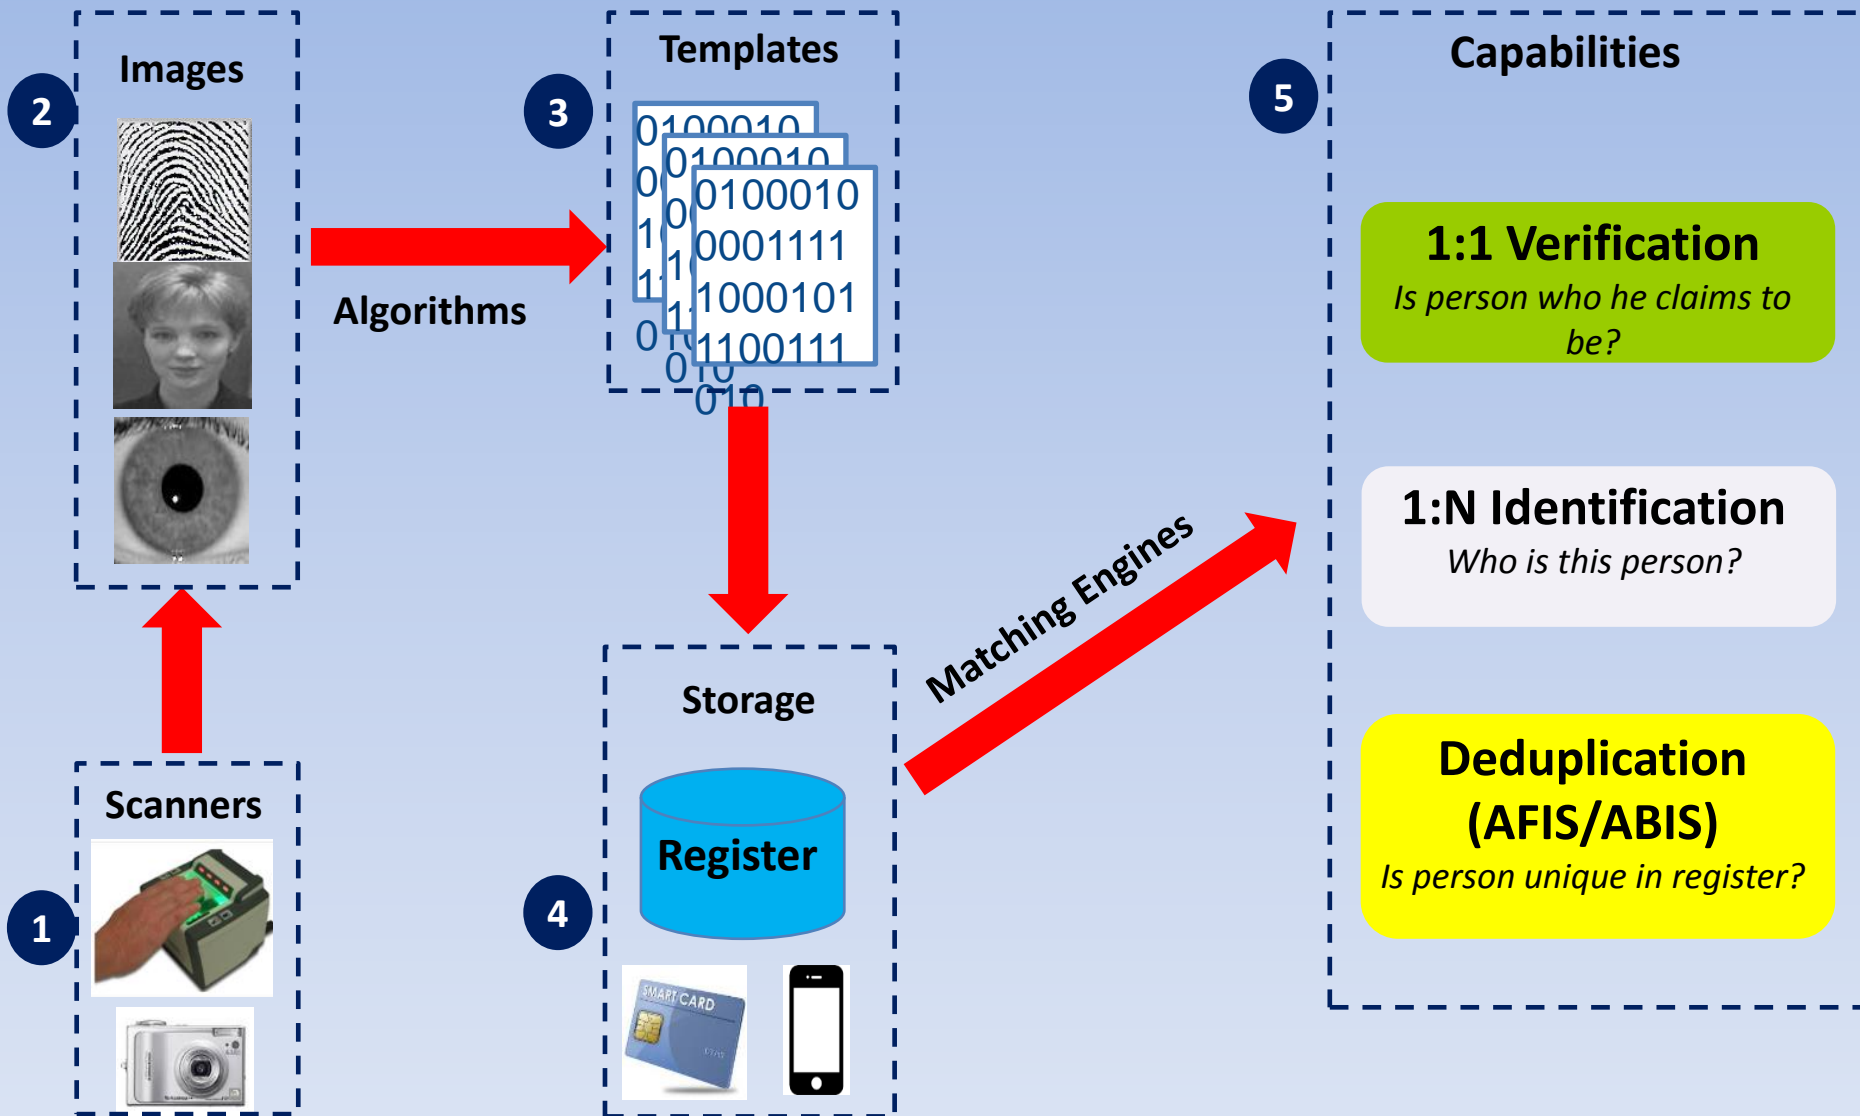 2
Images
Algorithms
1
Scanners
3
Templates
0100010
0100010
0100010
0001111
1000101
1100111
010
010
4
Storage
Register
SMART CARD
Matching Engines
5
Capabilities
1:1 Verification
Is person who he claims to
be?
1:N Identification
Who is this person?
Deduplication
(AFIS/ABIS)
Is person unique in register?